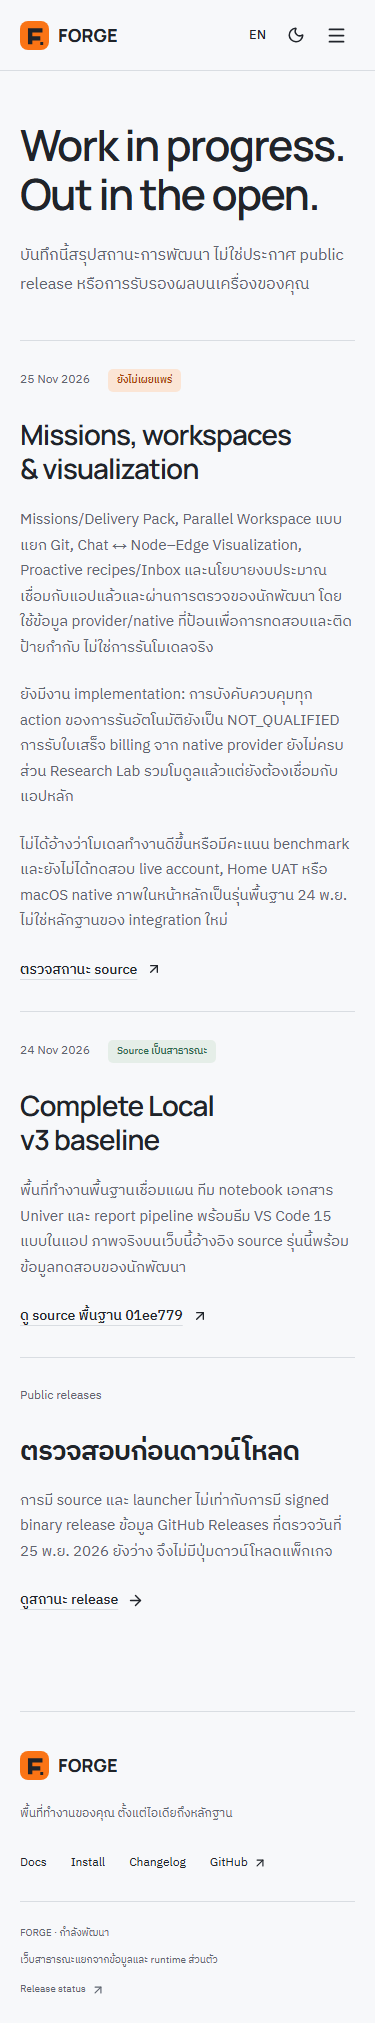 FORGE
EN
Work in progress.
Out in the open.
บันทึกนี้สรุปสถานะการพัฒนา ไม่ใช่ประกาศ public
release หรือการรับรองผลบนเครื่องของคุณ
25 Nov 2026
ยังไม่เผยแพร่
Missions, workspaces
& visualization
Missions/Delivery Pack, Parallel Workspace แบบ
แยก Git, Chat ↔ Node–Edge Visualization,
Proactive recipes/Inbox และนโยบายงบประมาณ
เชื่อมกับแอปแล้วและผ่านการตรวจของนักพัฒนา โดย
ใช้ข้อมูล provider/native ที่ป้อนเพื่อการทดสอบและติด
ป้ายกำกับ ไม่ใช่การรันโมเดลจริง
ยังมีงาน implementation: การบังคับควบคุมทุก
action ของการรันอัตโนมัติยังเป็น NOT_QUALIFIED
การรับใบเสร็จ billing จาก native provider ยังไม่ครบ
ส่วน Research Lab รวมโมดูลแล้วแต่ยังต้องเชื่อมกับ
แอปหลัก
ไม่ได้อ้างว่าโมเดลทำงานดีขึ้นหรือมีคะแนน benchmark
และยังไม่ได้ทดสอบ live account, Home UAT หรือ
macOS native ภาพในหน้าหลักเป็นรุ่นพื้นฐาน 24 พ.ย.
ไม่ใช่หลักฐานของ integration ใหม่
ตรวจสถานะ source
24 Nov 2026
Source เป็นสาธารณะ
Complete Local
v3 baseline
พื้นที่ทำงานพื้นฐานเชื่อมแผน ทีม notebook เอกสาร
Univer และ report pipeline พร้อมธีม VS Code 15
แบบในแอป ภาพจริงบนเว็บนี้อ้างอิง source รุ่นนี้พร้อม
ข้อมูลทดสอบของนักพัฒนา
ดู source พื้นฐาน 01ee779
Public releases
ตรวจสอบก่อนดาวน์โหลด
การมี source และ launcher ไม่เท่ากับการมี signed
binary release ข้อมูล GitHub Releases ที่ตรวจวันที่
25 พ.ย. 2026 ยังว่าง จึงไม่มีปุ่มดาวน์โหลดแพ็กเกจ
ดูสถานะ release
FORGE
พื้นที่ทำงานของคุณ ตั้งแต่ไอเดียถึงหลักฐาน
Docs Install Changelog GitHub
FORGE · กำลังพัฒนา
เว็บสาธารณะแยกจากข้อมูลและ runtime ส่วนตัว
Release status